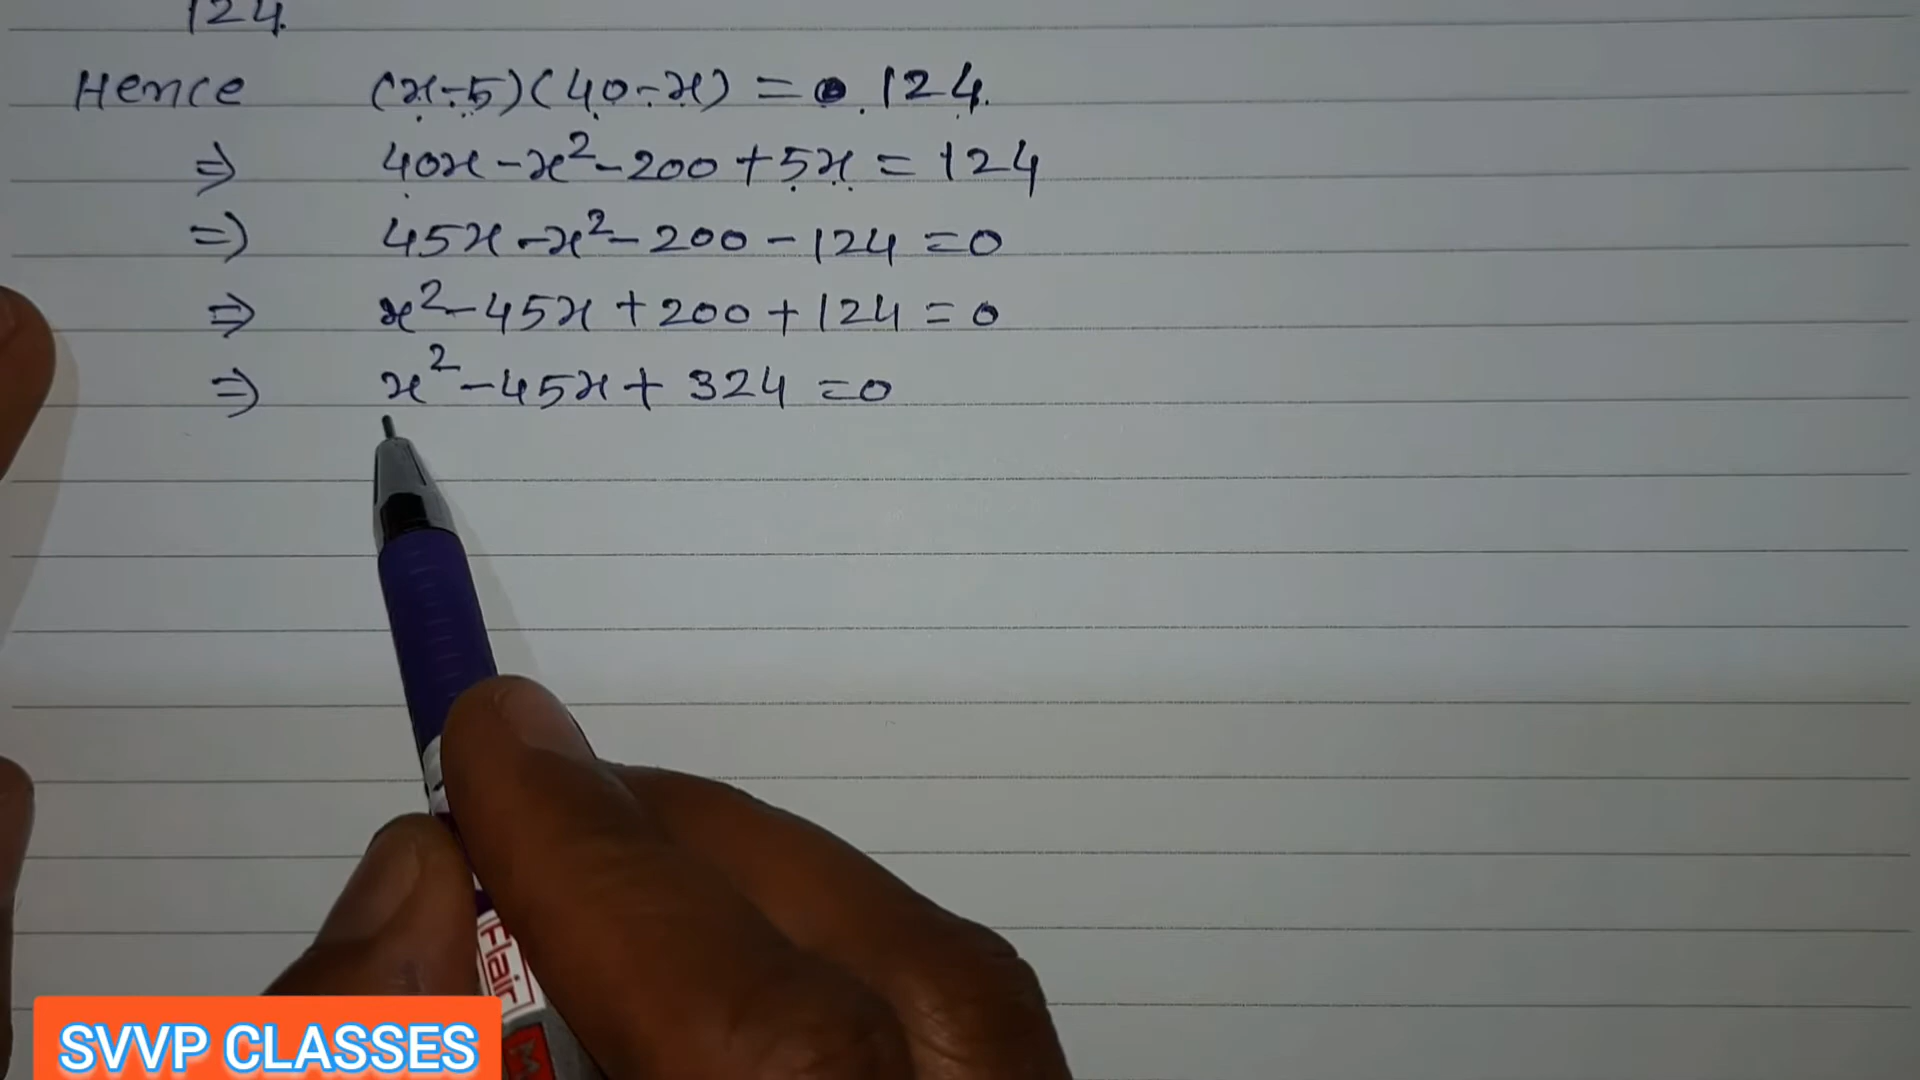 124.
Hence (x-5)(40-x) = 124.
⇒ 40x-x²-200+5x = 124
⇒ 45x-x²-200-124=0
⇒ x²-45x+200+124=0
⇒ x²-45x+324=0
Flair
SVVP CLASSES